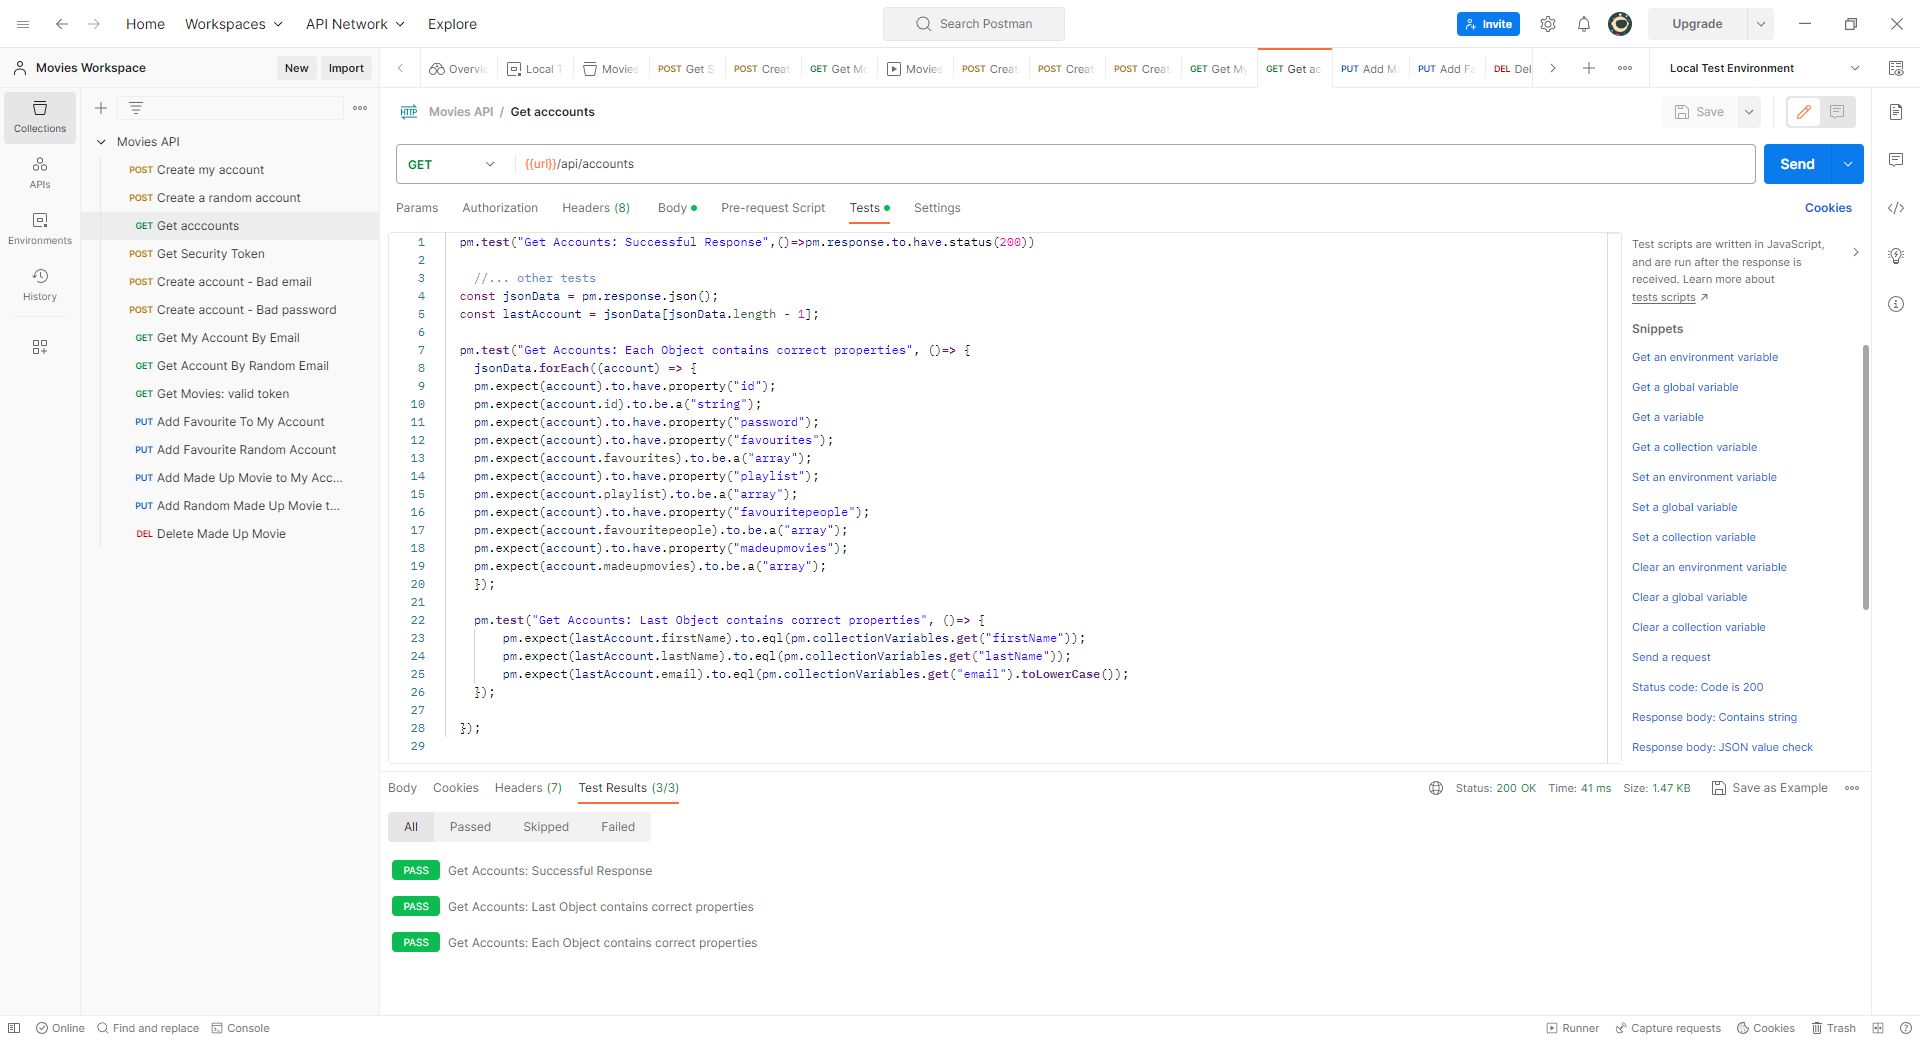 Home Workspaces API Network Explore Search Postman Invite Upgrade
Movies Workspace New Import
Overvie Local T Movies POST Get S POST Creat GET Get Mo Movies POST Creat POST Creat POST Creat GET Get My GET Get ac PUT Add M PUT Add Fa DEL Del Local Test Environment
Collections
APIs
Environments
History
Movies API
POST Create my account
POST Create a random account
GET Get acccounts
POST Get Security Token
POST Create account - Bad email
POST Create account - Bad password
GET Get My Account By Email
GET Get Account By Random Email
GET Get Movies: valid token
PUT Add Favourite To My Account
PUT Add Favourite Random Account
PUT Add Made Up Movie to My Acc...
PUT Add Random Made Up Movie t...
DEL Delete Made Up Movie
HTTP Movies API / Get acccounts Save
GET {{url}}/api/accounts Send
Params Authorization Headers (8) Body Pre-request Script Tests Settings Cookies
1 pm.test("Get Accounts: Successful Response",()=>pm.response.to.have.status(200))
2
3 //... other tests
4 const jsonData = pm.response.json();
5 const lastAccount = jsonData[jsonData.length - 1];
6
7 pm.test("Get Accounts: Each Object contains correct properties", ()=> {
8 jsonData.forEach((account) => {
9 pm.expect(account).to.have.property("id");
10 pm.expect(account.id).to.be.a("string");
11 pm.expect(account).to.have.property("password");
12 pm.expect(account).to.have.property("favourites");
13 pm.expect(account.favourites).to.be.a("array");
14 pm.expect(account).to.have.property("playlist");
15 pm.expect(account.playlist).to.be.a("array");
16 pm.expect(account).to.have.property("favouritepeople");
17 pm.expect(account.favouritepeople).to.be.a("array");
18 pm.expect(account).to.have.property("madeupmovies");
19 pm.expect(account.madeupmovies).to.be.a("array");
20 });
21
22 pm.test("Get Accounts: Last Object contains correct properties", ()=> {
23 pm.expect(lastAccount.firstName).to.eql(pm.collectionVariables.get("firstName"));
24 pm.expect(lastAccount.lastName).to.eql(pm.collectionVariables.get("lastName"));
25 pm.expect(lastAccount.email).to.eql(pm.collectionVariables.get("email").toLowerCase());
26 });
27
28 });
29
Test scripts are written in JavaScript,
and are run after the response is
received. Learn more about
tests scripts
Snippets
Get an environment variable
Get a global variable
Get a variable
Get a collection variable
Set an environment variable
Set a global variable
Set a collection variable
Clear an environment variable
Clear a global variable
Clear a collection variable
Send a request
Status code: Code is 200
Response body: Contains string
Response body: JSON value check
Body Cookies Headers (7) Test Results (3/3) Status: 200 OK Time: 41 ms Size: 1.47 KB Save as Example
All Passed Skipped Failed
PASS Get Accounts: Successful Response
PASS Get Accounts: Last Object contains correct properties
PASS Get Accounts: Each Object contains correct properties
Online Find and replace Console Runner Capture requests Cookies Trash